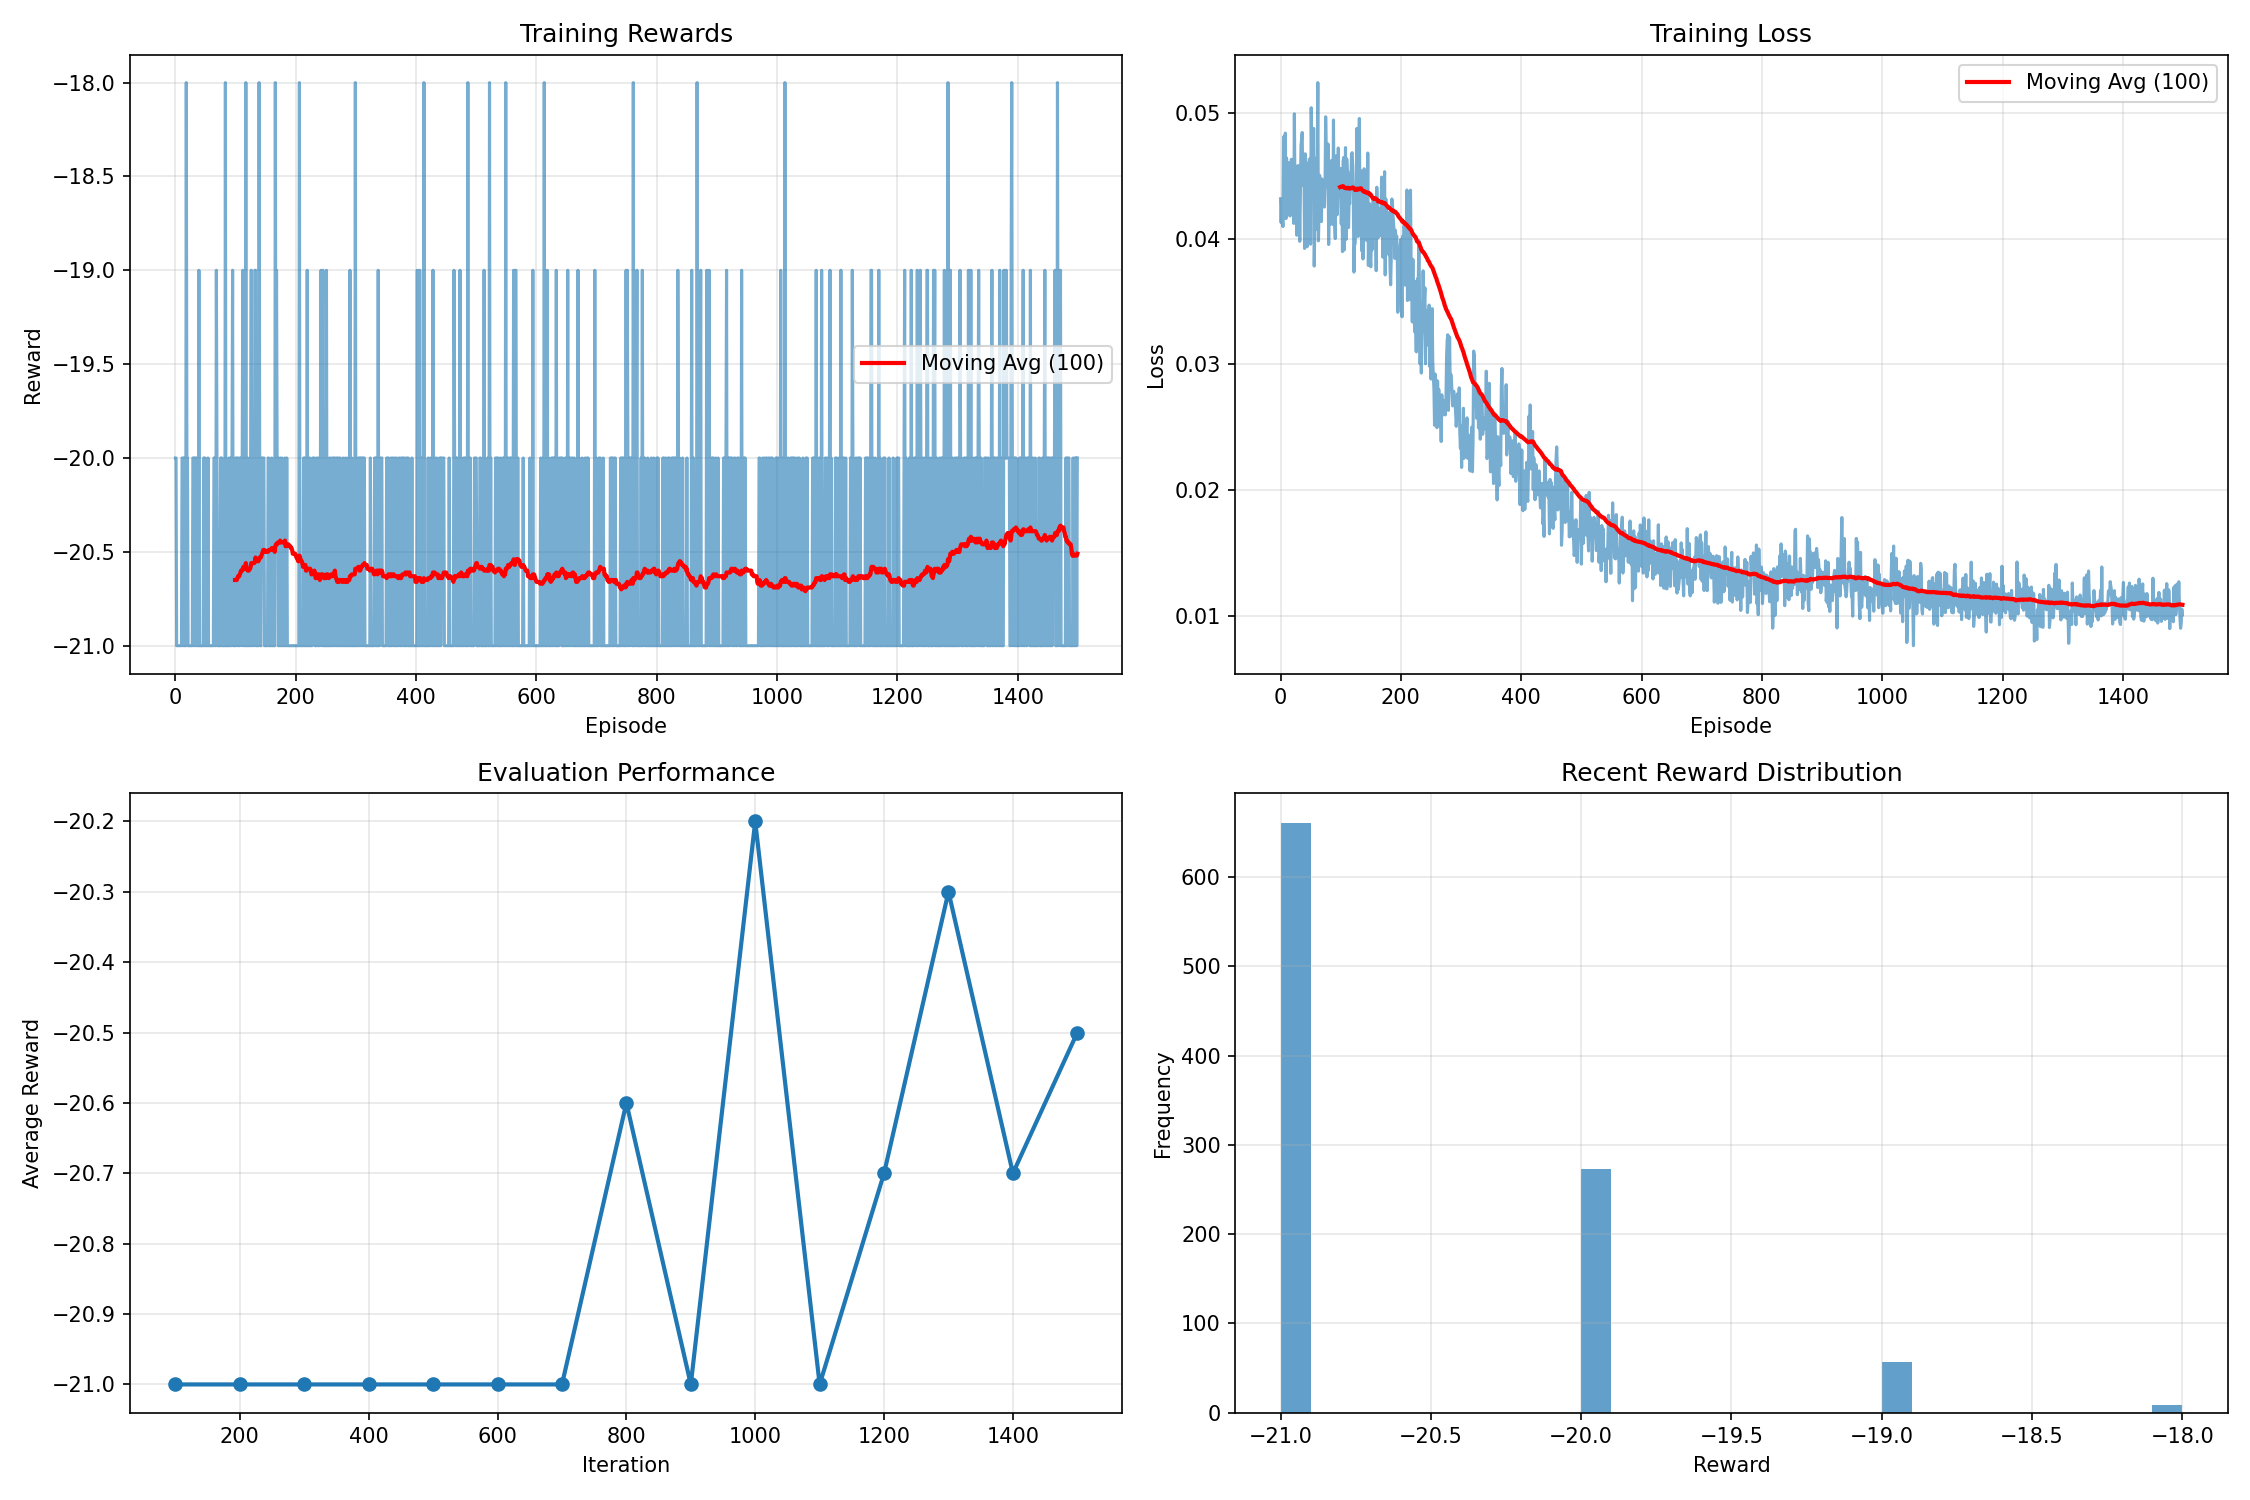 Training Rewards
Reward
−18.0
−18.5
−19.0
−19.5
−20.0
−20.5
−21.0
Moving Avg (100)
0 200 400 600 800 1000 1200 1400
Episode
Training Loss
Loss
0.05
0.04
0.03
0.02
0.01
Moving Avg (100)
0 200 400 600 800 1000 1200 1400
Episode
Evaluation Performance
Average Reward
−20.2
−20.3
−20.4
−20.5
−20.6
−20.7
−20.8
−20.9
−21.0
200 400 600 800 1000 1200 1400
Iteration
Recent Reward Distribution
Frequency
600
500
400
300
200
100
0
−21.0 −20.5 −20.0 −19.5 −19.0 −18.5 −18.0
Reward